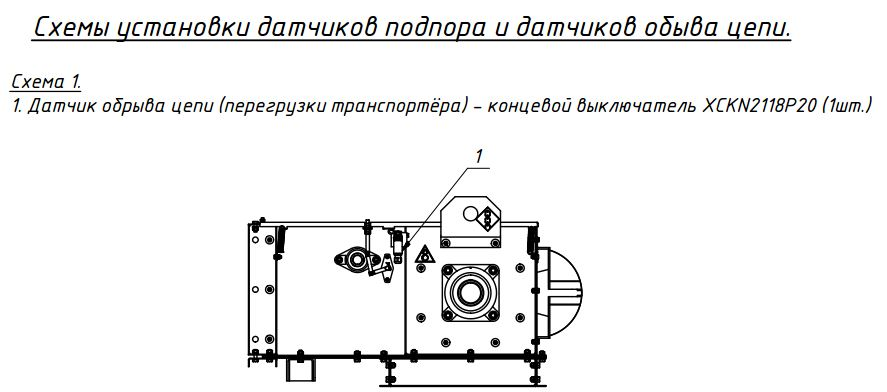 Схемы установки датчиков подпора и датчиков обыва цепи.
Схема 1.
1. Датчик обрыва цепи (перегрузки транспортёра) – концевой выключатель XCKN2118P20 (1шт.)
1